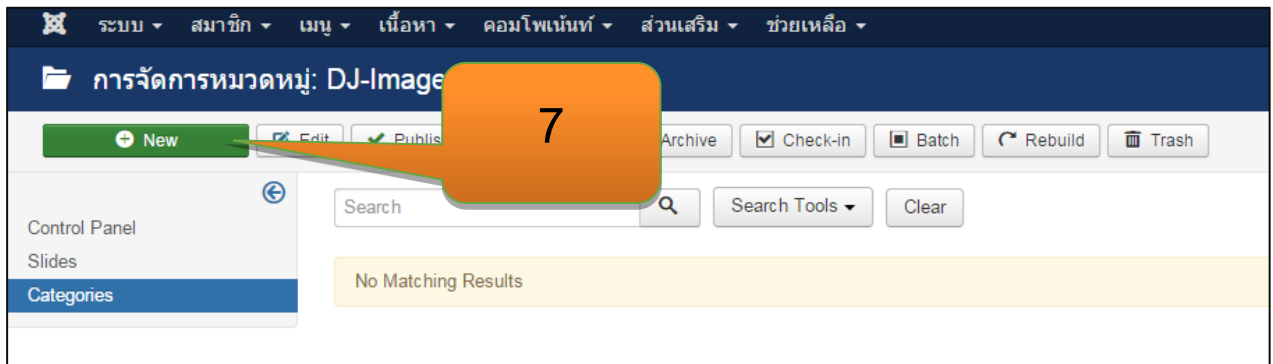 ระบบ สมาชิก เมนู เนื้อหา คอมโพเน้นท์ ส่วนเสริม ช่วยเหลือ
การจัดการหมวดหมู่: DJ-Image
7
New Edit Publis Archive Check-in Batch Rebuild Trash
Search Search Tools Clear
Control Panel
Slides
Categories
No Matching Results